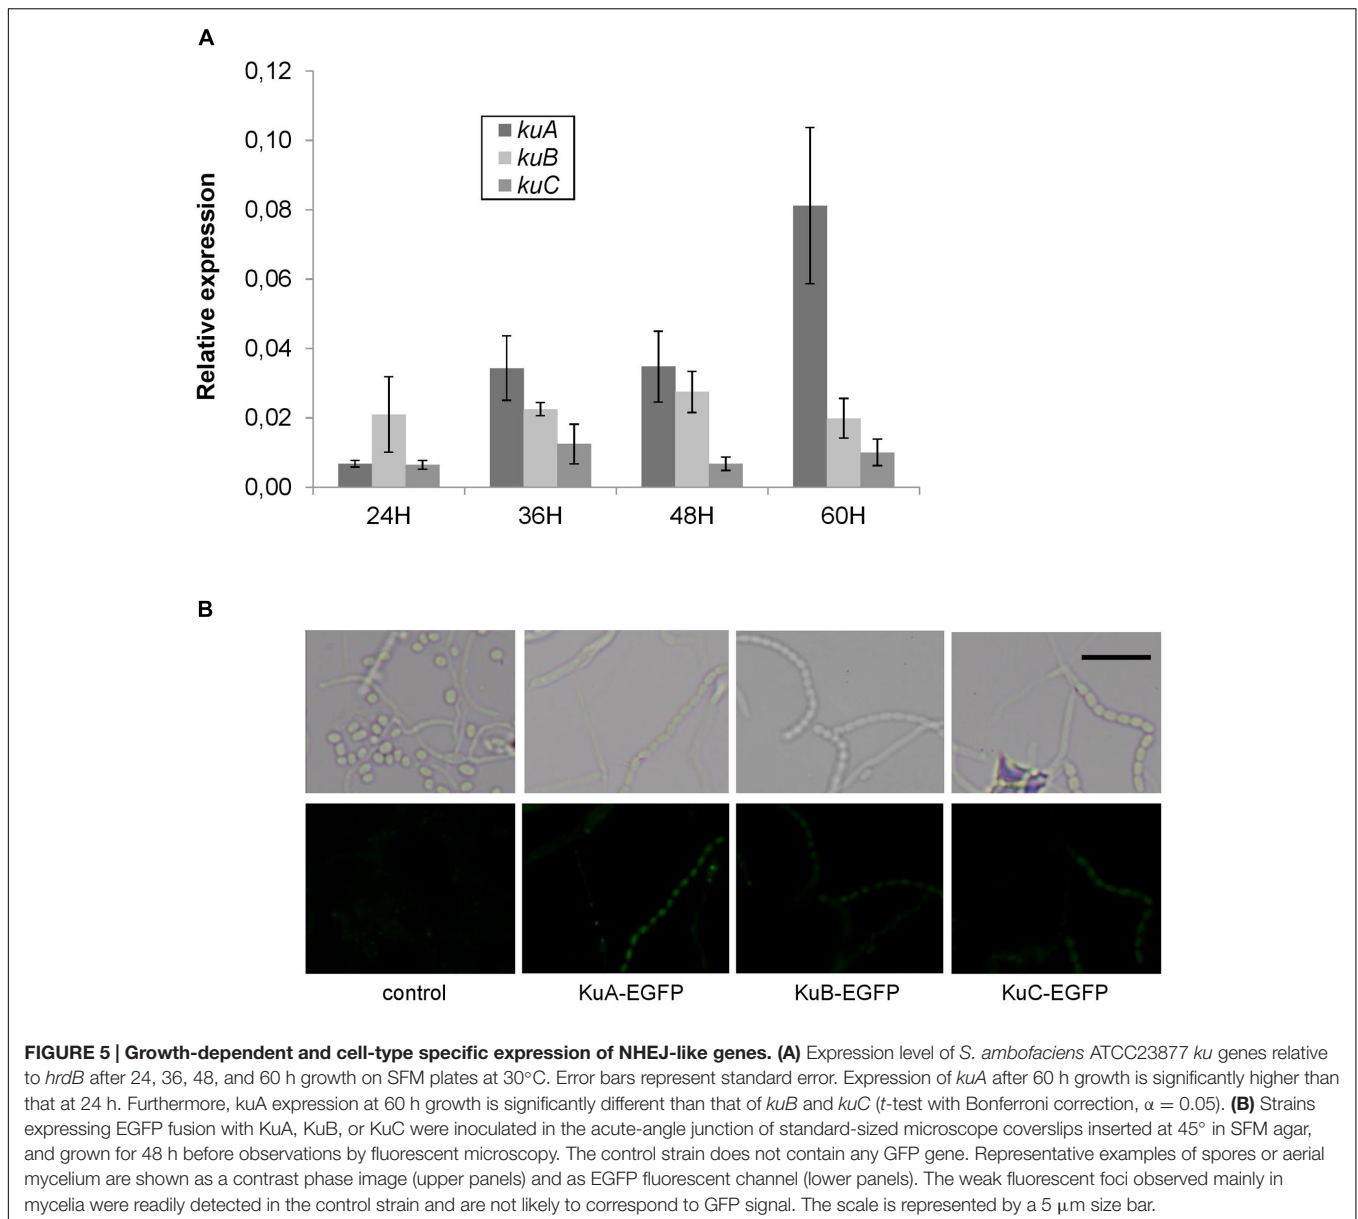 A
0,12
0,10
0,08
0,06
0,04
0,02
0,00
Relative expression
kuA
kuB
kuC
24H 36H 48H 60H
B
control KuA-EGFP KuB-EGFP KuC-EGFP
FIGURE 5 | Growth-dependent and cell-type specific expression of NHEJ-like genes. (A) Expression level of S. ambofaciens ATCC23877 ku genes relative
to hrdB after 24, 36, 48, and 60 h growth on SFM plates at 30°C. Error bars represent standard error. Expression of kuA after 60 h growth is significantly higher than
that at 24 h. Furthermore, kuA expression at 60 h growth is significantly different than that of kuB and kuC (t-test with Bonferroni correction, α = 0.05). (B) Strains
expressing EGFP fusion with KuA, KuB, or KuC were inoculated in the acute-angle junction of standard-sized microscope coverslips inserted at 45° in SFM agar,
and grown for 48 h before observations by fluorescent microscopy. The control strain does not contain any GFP gene. Representative examples of spores or aerial
mycelium are shown as a contrast phase image (upper panels) and as EGFP fluorescent channel (lower panels). The weak fluorescent foci observed mainly in
mycelia were readily detected in the control strain and are not likely to correspond to GFP signal. The scale is represented by a 5 μm size bar.